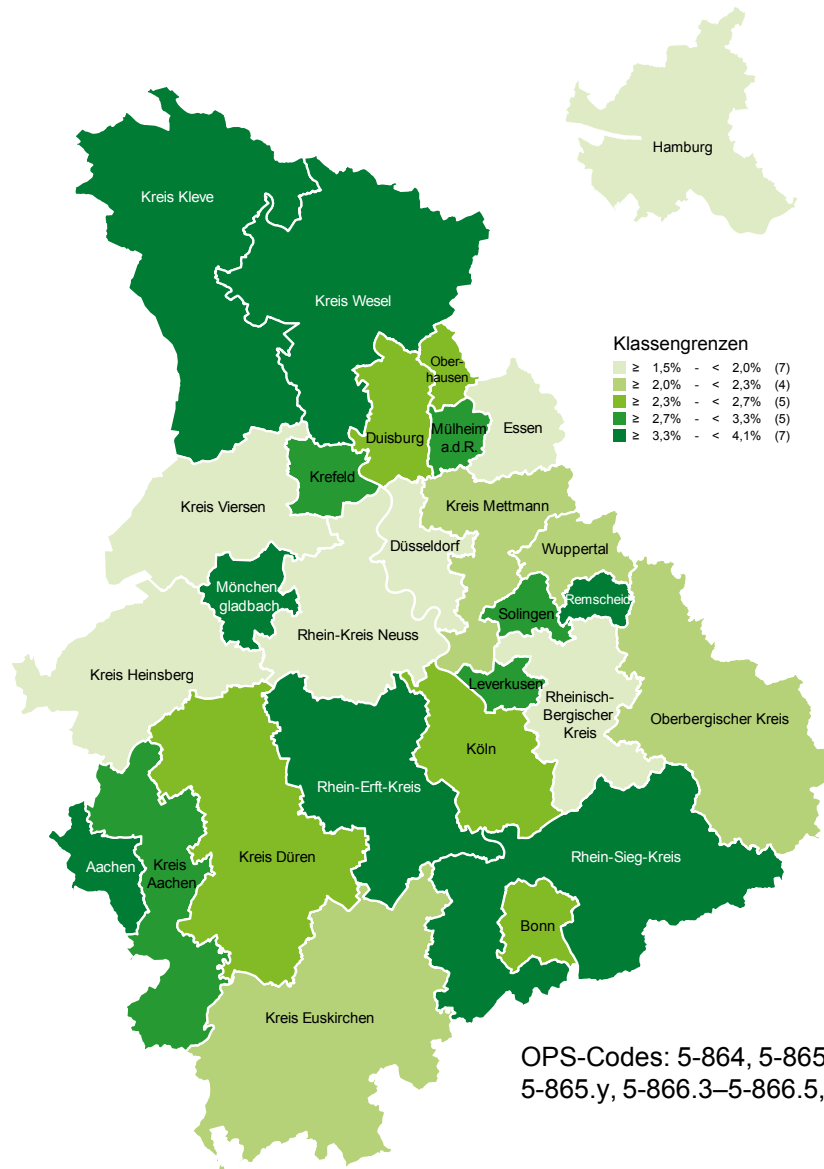 Hamburg
Kreis Kleve
Kreis Wesel
Klassengrenzen
≥ 1,5% - < 2,0% (7)
≥ 2,0% - < 2,3% (4)
≥ 2,3% - < 2,7% (5)
≥ 2,7% - < 3,3% (5)
≥ 3,3% - < 4,1% (7)
Ober-
hausen
Duisburg
Mülheim
a.d.R.
Essen
Krefeld
Kreis Viersen
Kreis Mettmann
Düsseldorf
Wuppertal
Mönchen
gladbach
Remscheid
Solingen
Rhein-Kreis Neuss
Kreis Heinsberg
Leverkusen
Rheinisch-
Bergischer
Kreis
Oberbergischer Kreis
Köln
Rhein-Erft-Kreis
Kreis Düren
Aachen
Kreis
Aachen
Rhein-Sieg-Kreis
Bonn
Kreis Euskirchen
OPS-Codes: 5-864, 5-865
5-865.y, 5-866.3–5-866.5,